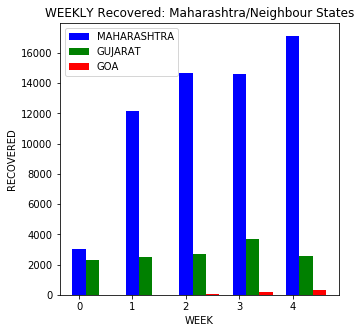 WEEKLY Recovered: Maharashtra/Neighbour States
MAHARASHTRA
GUJARAT
GOA
RECOVERED
16000
14000
12000
10000
8000
6000
4000
2000
0
0 1 2 3 4
WEEK